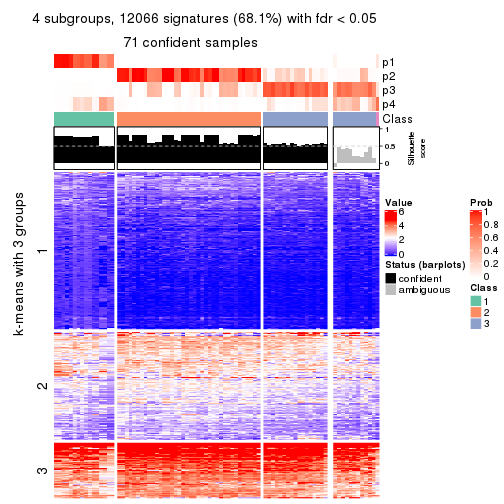 4 subgroups, 12066 signatures (68.1%) with fdr < 0.05
71 confident samples
p1
p2
p3
p4
Class
1
0.5
0
Silhouette
score
k-means with 3 groups
1
2
3
Value
6
4
2
0
Status (barplots)
confident
ambiguous
Prob
1
0.8
0.6
0.4
0.2
0
Class
1
2
3